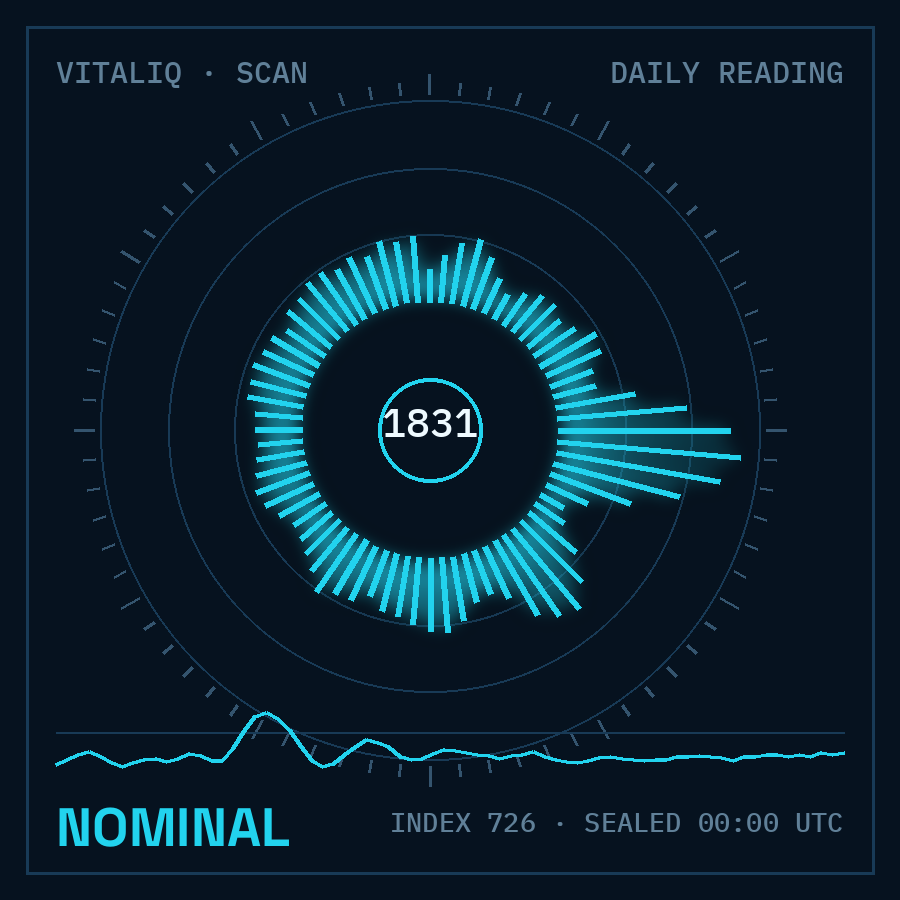 VITALIQ · SCAN
DAILY READING
1831
NOMINAL
INDEX 726 · SEALED 00:00 UTC